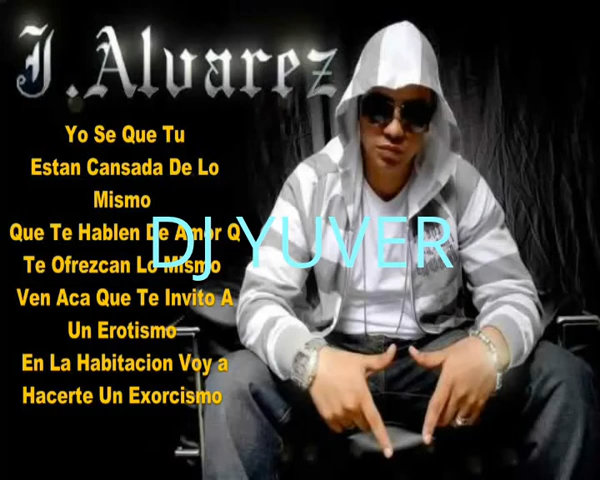 J.Alvarez
Yo Se Que Tu
Estan Cansada De Lo
Mismo
Que Te Hablen De Amor Q
Te Ofrezcan Lo Mismo
Ven Aca Que Te Invito A
Un Erotismo
En La Habitacion Voy a
Hacerte Un Exorcismo
DJ YUVER